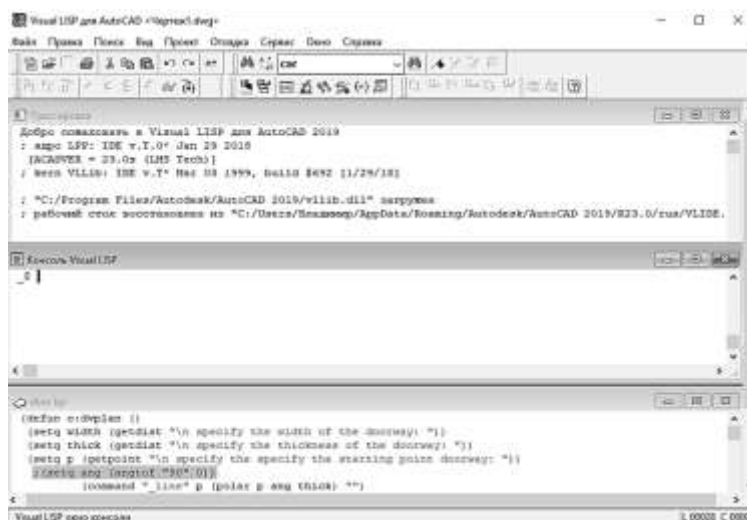 Visual LISP для AutoCAD <Чертеж1.dwg>
Файл Правка Поиск Вид Проект Отладка Сервис Окно Справка
car
Добро пожаловать в Visual LISP для AutoCAD 2019
; ядро LPP: IDE v.T.0* Jan 29 2018
[ACADVER = 23.0s (LMS Tech)]
; VLLib: IDE v.T* Mar 03 1999, build $692 [1/29/18]
; "C:/Program Files/Autodesk/AutoCAD 2019/vllib.dll" загружен
; рабочий стол восстановлен из "C:/Users/Владимир/AppData/Roaming/Autodesk/AutoCAD 2019/R23.0/rus/VLIDE.
Консоль Visual LISP
_$
(defun c:dwplan ()
(setq width (getdist "\n specify the width of the doorway: "))
(setq thick (getdist "\n specify the thickness of the doorway: "))
(setq p (getpoint "\n specify the specify the starting point doorway: "))
;(setq ang (angtof "90" 0))
(command "_line" p (polar p ang thick) "")
Visual LISP окно консоли